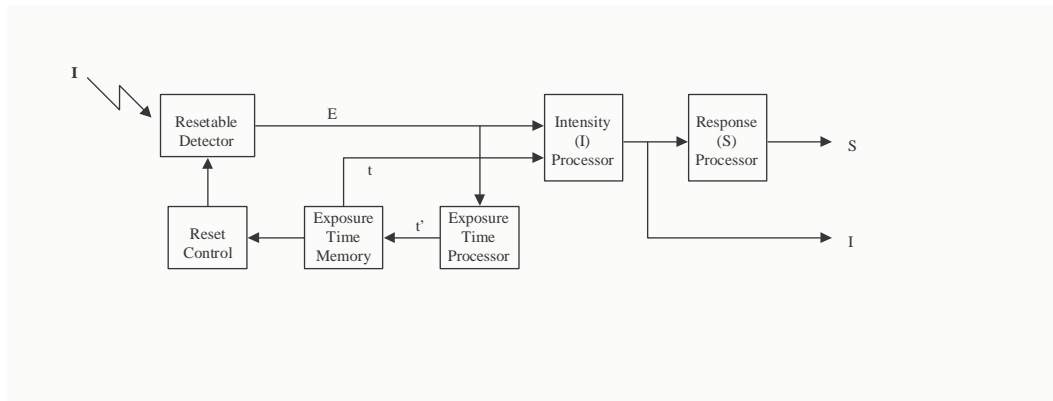 I
Resetable
Detector
E
Intensity
(I)
Processor
Response
(S)
Processor
S
t
Reset
Control
Exposure
Time
Memory
t’
Exposure
Time
Processor
I